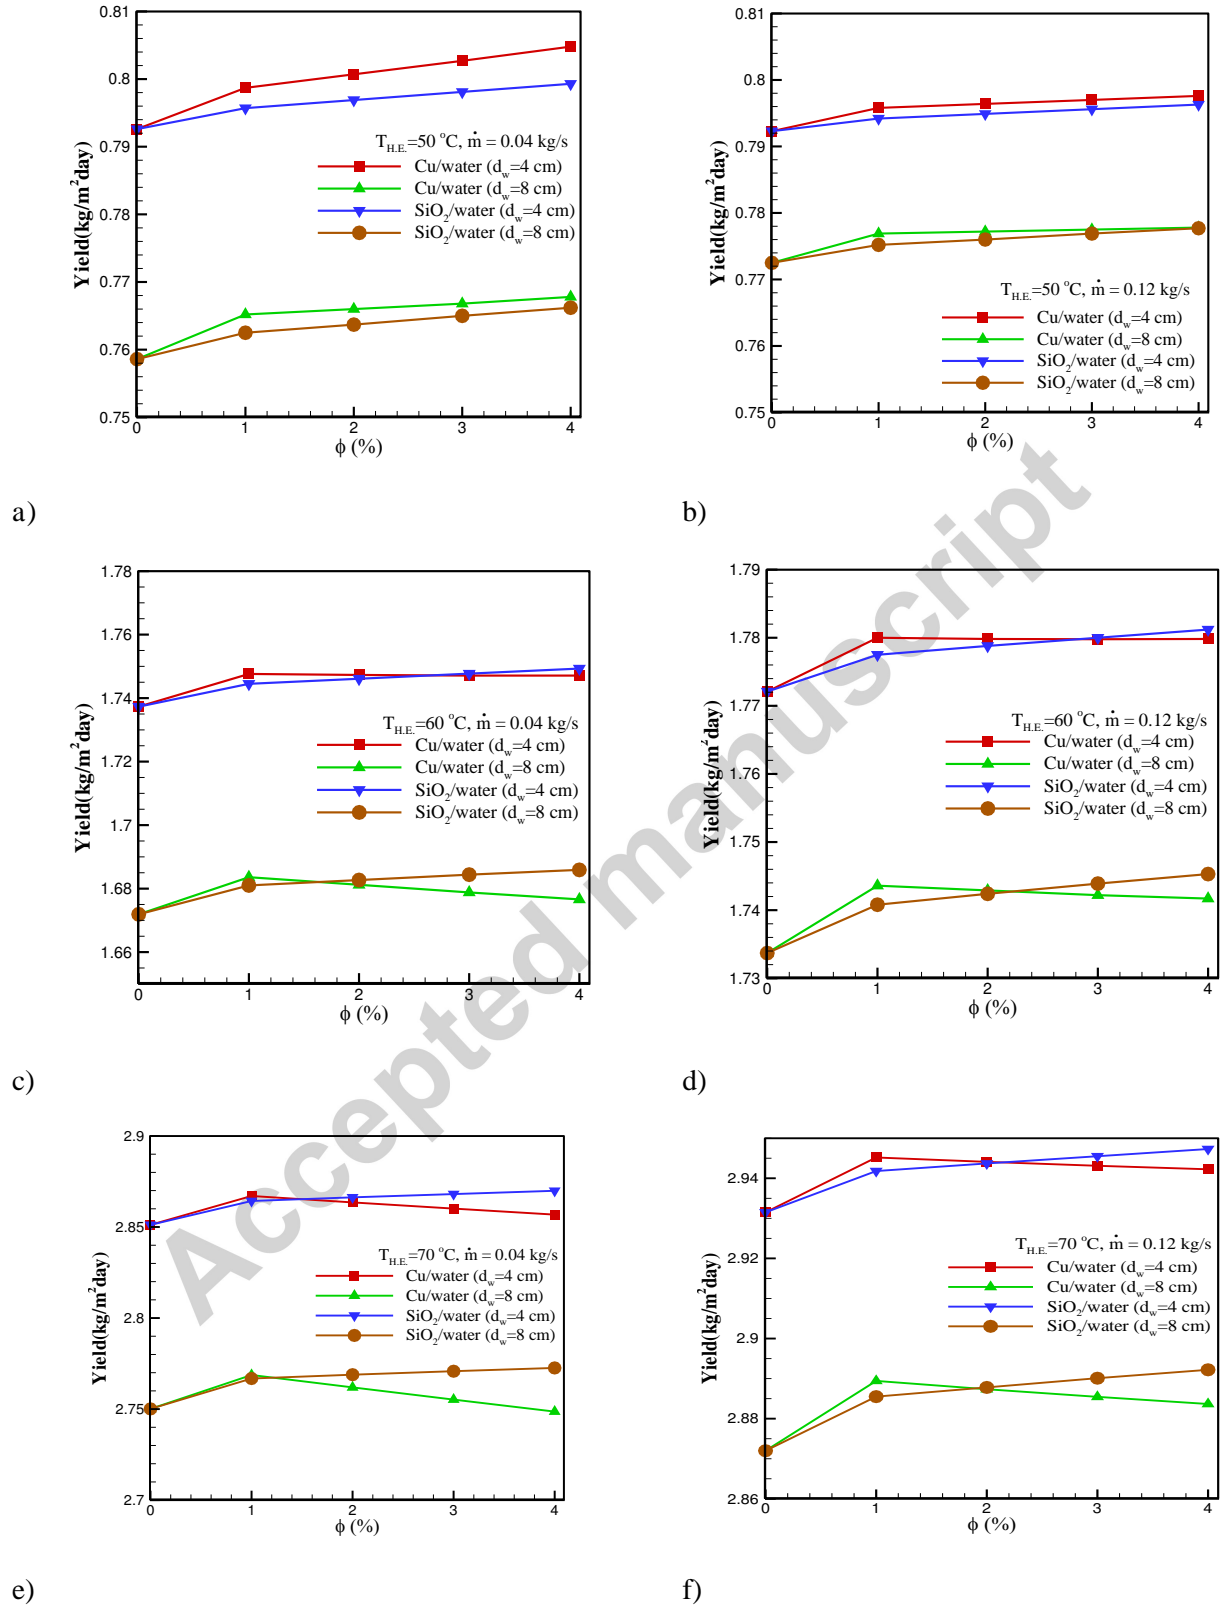 0.81
0.8
0.79
0.78
0.77
0.76
0.75
0 1 2 3 4
Yield(kg/m²day)
ϕ (%)
T_H.E.=50 °C, ṁ = 0.04 kg/s
Cu/water (d_w=4 cm)
Cu/water (d_w=8 cm)
SiO₂/water (d_w=4 cm)
SiO₂/water (d_w=8 cm)
a)
0.81
0.8
0.79
0.78
0.77
0.76
0.75
0 1 2 3 4
Yield(kg/m²day)
ϕ (%)
T_H.E.=50 °C, ṁ = 0.12 kg/s
Cu/water (d_w=4 cm)
Cu/water (d_w=8 cm)
SiO₂/water (d_w=4 cm)
SiO₂/water (d_w=8 cm)
b)
1.78
1.76
1.74
1.72
1.7
1.68
1.66
0 1 2 3 4
Yield(kg/m²day)
ϕ (%)
T_H.E.=60 °C, ṁ = 0.04 kg/s
Cu/water (d_w=4 cm)
Cu/water (d_w=8 cm)
SiO₂/water (d_w=4 cm)
SiO₂/water (d_w=8 cm)
c)
1.79
1.78
1.77
1.76
1.75
1.74
1.73
0 1 2 3 4
Yield(kg/m²day)
ϕ (%)
T_H.E.=60 °C, ṁ = 0.12 kg/s
Cu/water (d_w=4 cm)
Cu/water (d_w=8 cm)
SiO₂/water (d_w=4 cm)
SiO₂/water (d_w=8 cm)
d)
2.9
2.85
2.8
2.75
2.7
0 1 2 3 4
Yield(kg/m²day)
ϕ (%)
T_H.E.=70 °C, ṁ = 0.04 kg/s
Cu/water (d_w=4 cm)
Cu/water (d_w=8 cm)
SiO₂/water (d_w=4 cm)
SiO₂/water (d_w=8 cm)
e)
2.94
2.92
2.9
2.88
2.86
0 1 2 3 4
Yield(kg/m²day)
ϕ (%)
T_H.E.=70 °C, ṁ = 0.12 kg/s
Cu/water (d_w=4 cm)
Cu/water (d_w=8 cm)
SiO₂/water (d_w=4 cm)
SiO₂/water (d_w=8 cm)
f)
Accepted manuscript